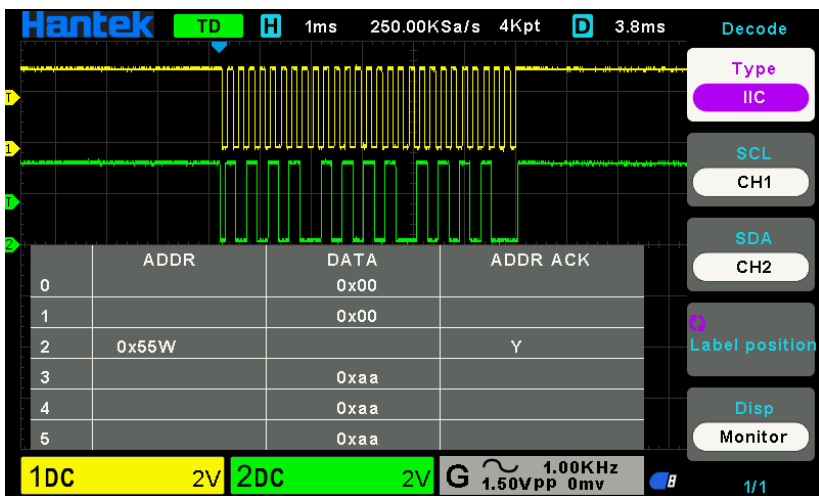 Hantek TD H 1ms 250.00KSa/s 4Kpt D 3.8ms Decode
Type
IIC
T
1
SCL
CH1
T
SDA
CH2
2
ADDR DATA ADDR ACK
0 0x00
1 0x00
2 0x55W Y
3 0xaa
4 0xaa
5 0xaa
Label position
Disp
Monitor
1DC 2V 2DC 2V G 1.00KHz
1.50Vpp 0mv
1/1